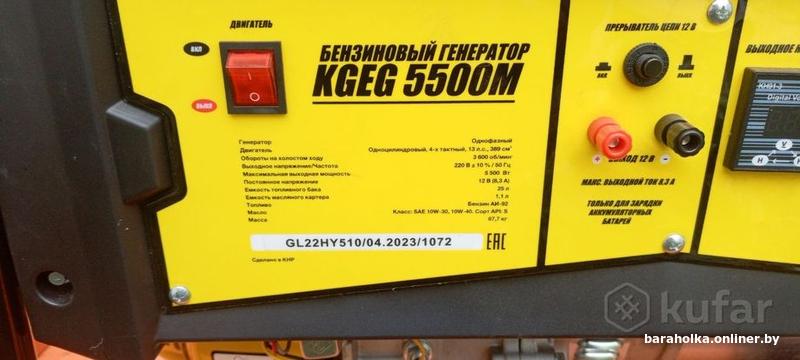 ДВИГАТЕЛЬ
ВКЛ
ВЫКЛ
БЕНЗИНОВЫЙ ГЕНЕРАТОР
KGEG 5500M
Генератор Однофазный
Двигатель Одноцилиндровый, 4-х тактный, 13 л.с., 389 см³
Обороты на холостом ходу 3 600 об/мин
Выходное напряжение/Частота 220 В ± 10 % / 50 Гц
Максимальная выходная мощность 5 500 Вт
Постоянное напряжение 12 В (8,3 А)
Емкость топливного бака 25 л
Емкость масляного картера 1,1 л
Топливо Бензин АИ-92
Масло Класс: SAE 10W-30, 10W-40. Сорт API: S
Масса 87,7 кг
GL22HY510/04.2023/1072
EAC
Сделано в КНР
ПРЕРЫВАТЕЛЬ ЦЕПИ 12 В
ВКЛ
ВЫКЛ
+ ВЫХОД 12 В -
МАКС. ВЫХОДНОЙ ТОК 8,3 А
ТОЛЬКО ДЛЯ ЗАРЯДКИ
АККУМУЛЯТОРНЫХ
БАТАРЕЙ
ВЫХОДНОЕ
Digital
V
kufar
baraholka.onliner.by